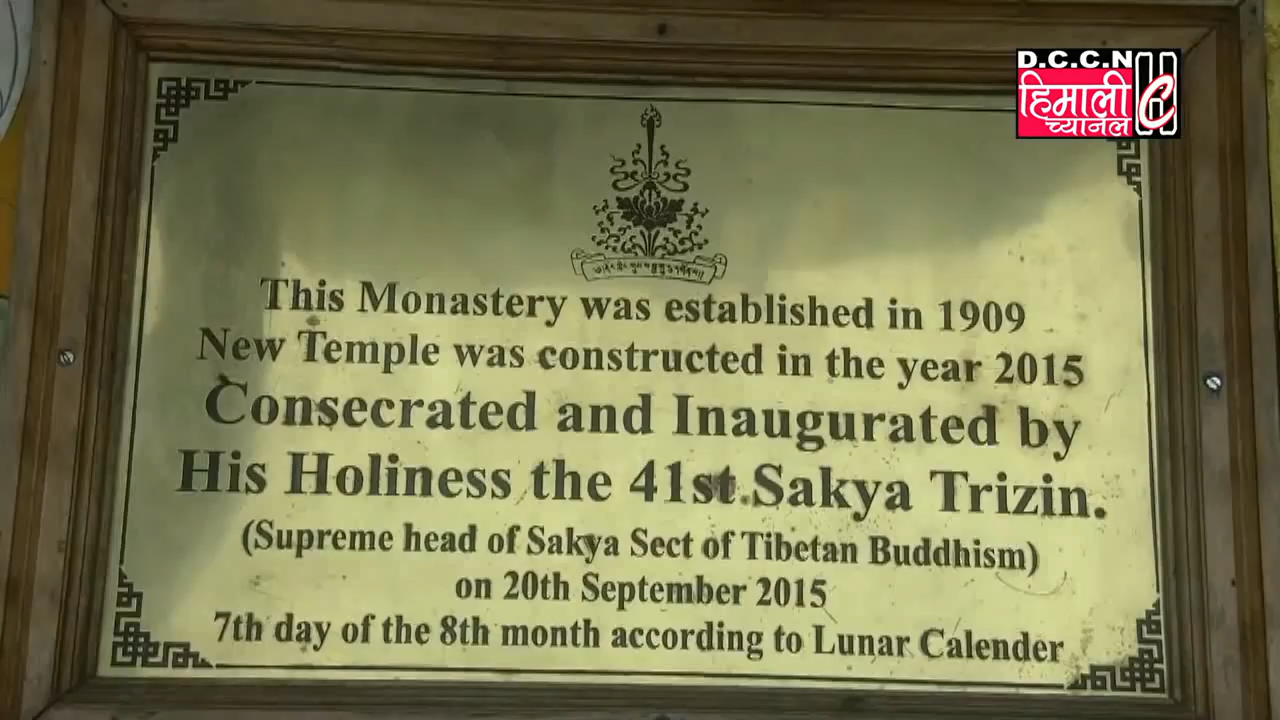 D.C.C.N
हिमाली
च्यानल
This Monastery was established in 1909
New Temple was constructed in the year 2015
Consecrated and Inaugurated by
His Holiness the 41st Sakya Trizin.
(Supreme head of Sakya Sect of Tibetan Buddhism)
on 20th September 2015
7th day of the 8th month according to Lunar Calender